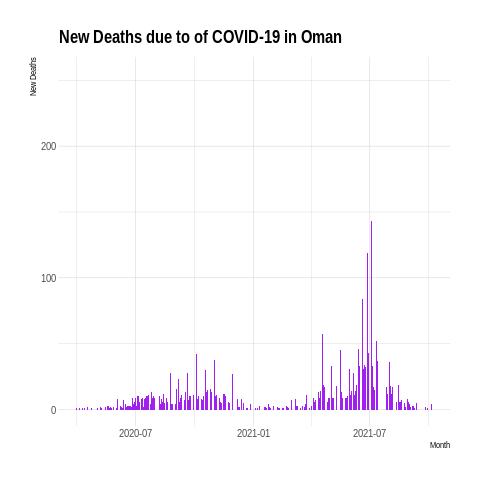 New Deaths due to of COVID-19 in Oman
New Deaths
200
100
0
2020-07
2021-01
2021-07
Month